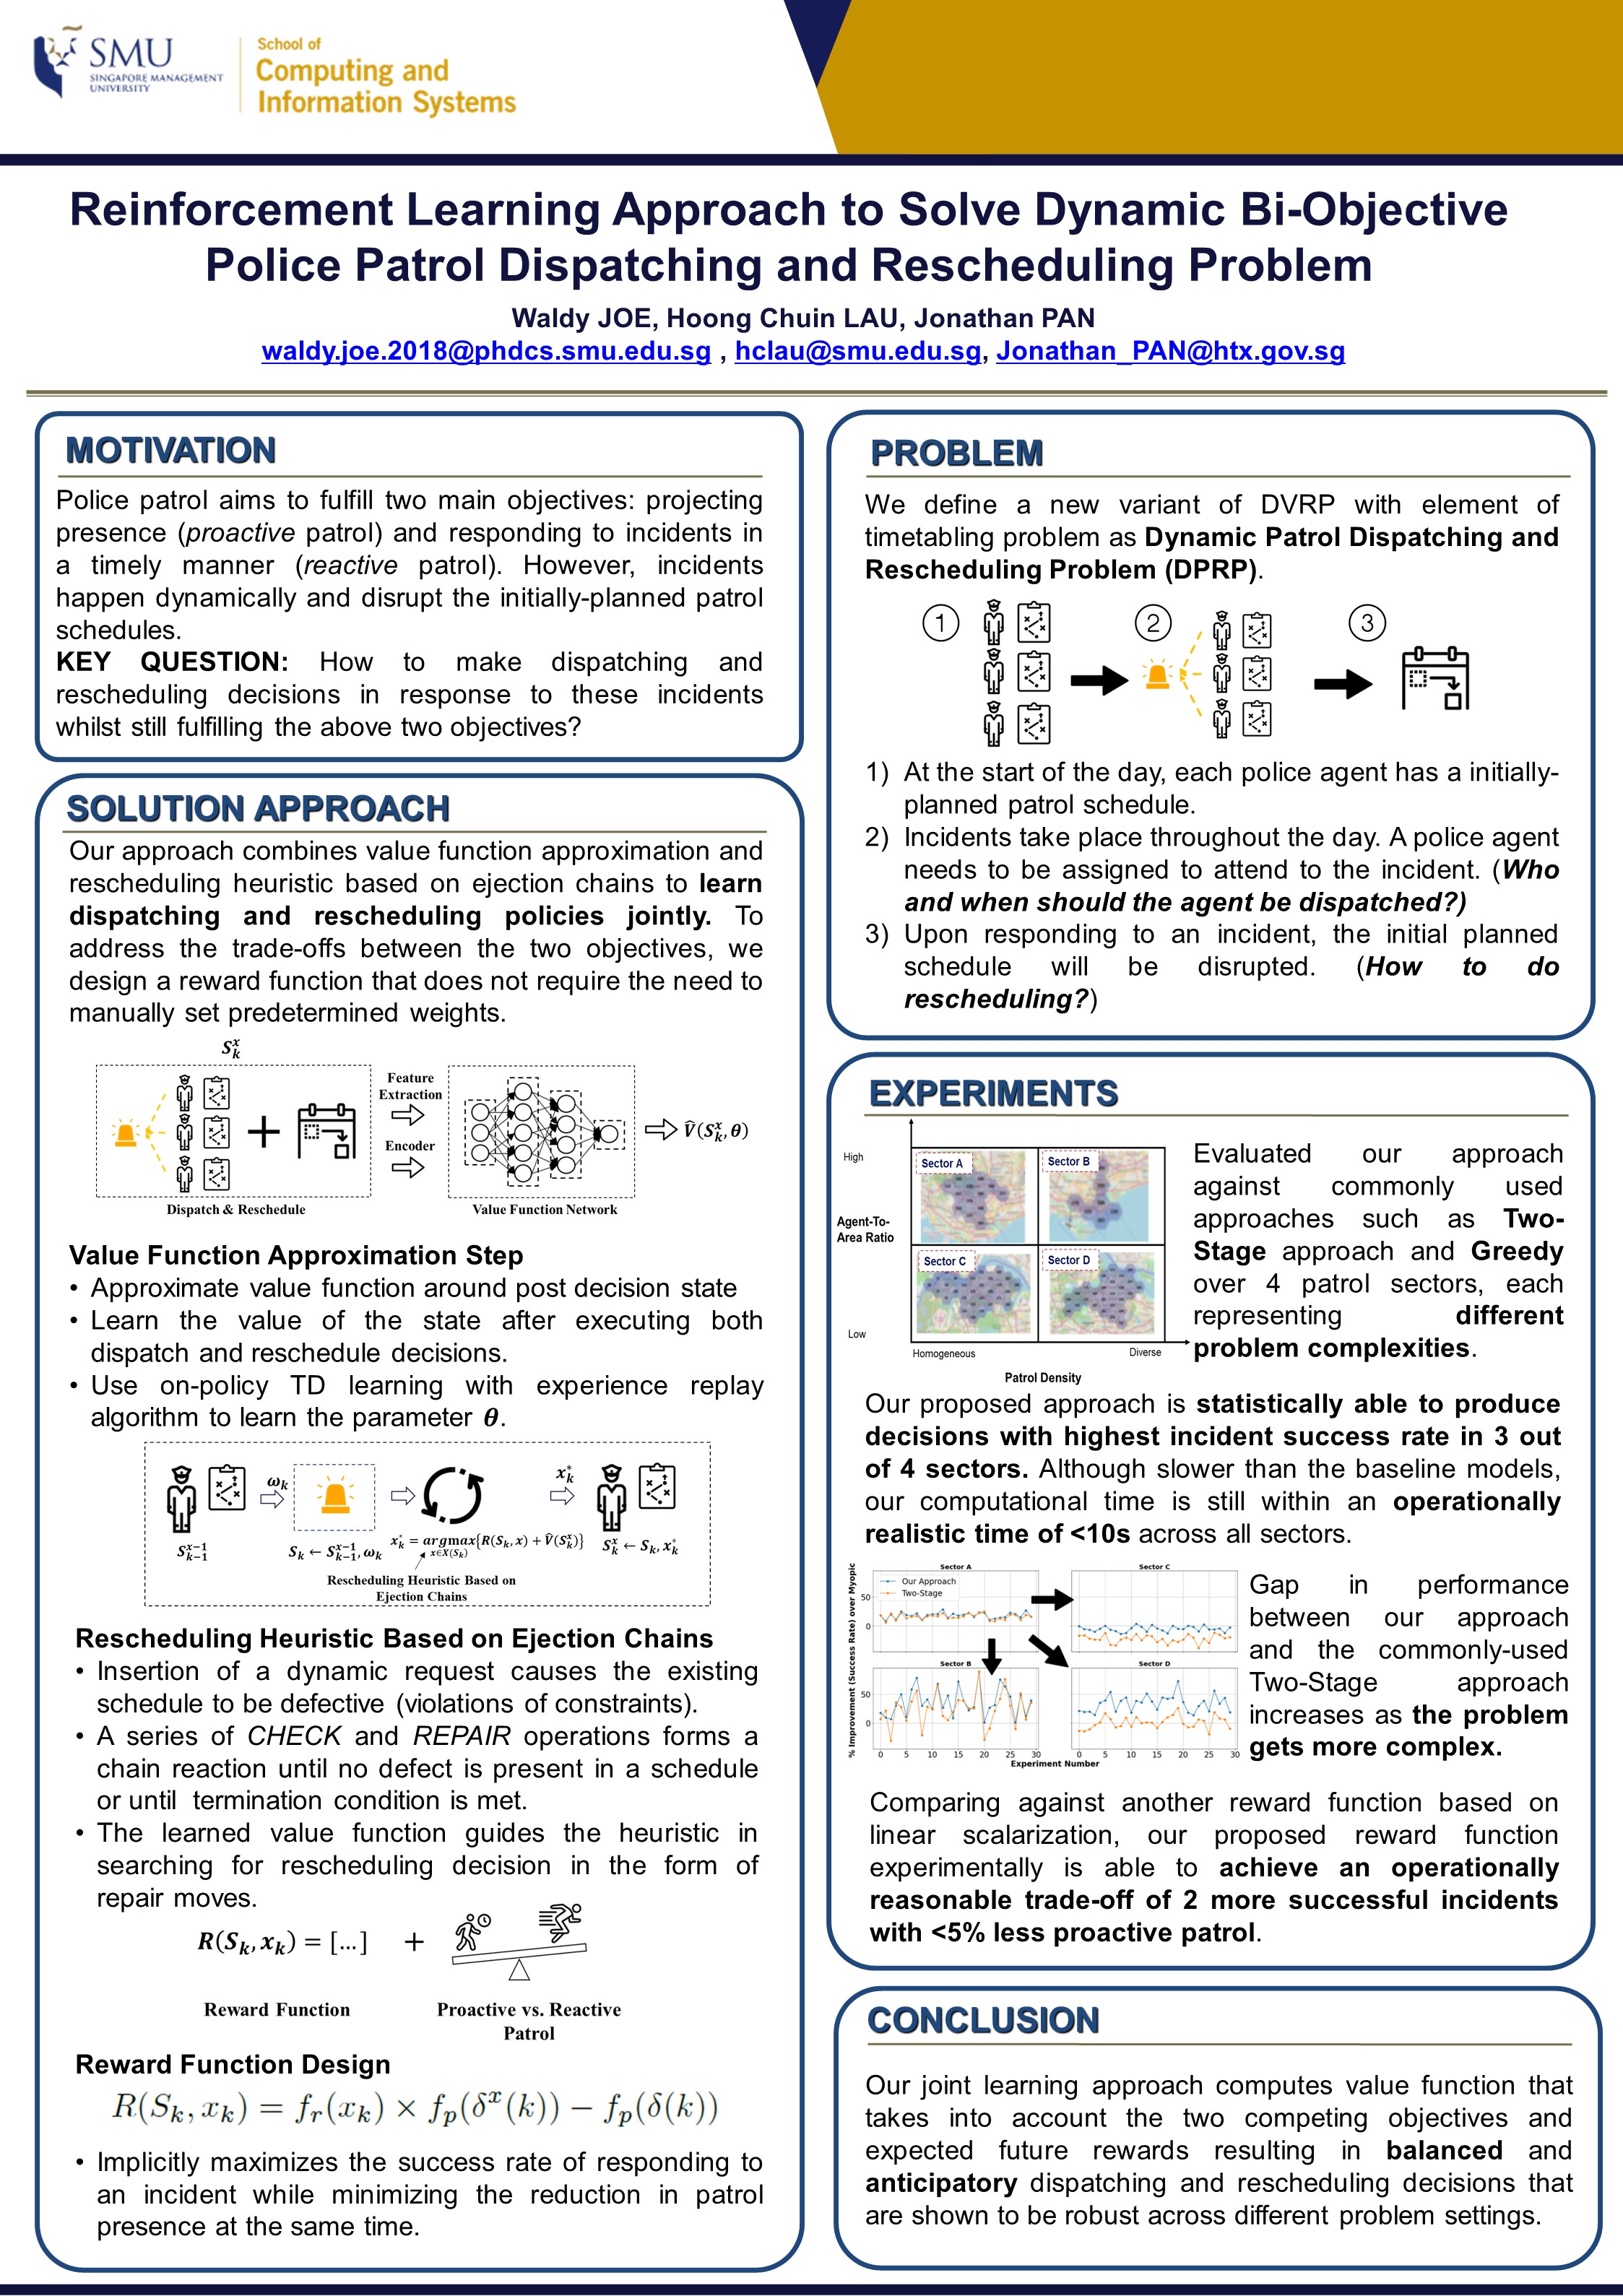 SMU
SINGAPORE MANAGEMENT
UNIVERSITY
School of
Computing and
Information Systems
Reinforcement Learning Approach to Solve Dynamic Bi-Objective
Police Patrol Dispatching and Rescheduling Problem
Waldy JOE, Hoong Chuin LAU, Jonathan PAN
waldy.joe.2018@phdcs.smu.edu.sg , hclau@smu.edu.sg, Jonathan_PAN@htx.gov.sg
MOTIVATION
Police patrol aims to fulfill two main objectives: projecting
presence (proactive patrol) and responding to incidents in
a timely manner (reactive patrol). However, incidents
happen dynamically and disrupt the initially-planned patrol
schedules.
KEY QUESTION: How to make dispatching and
rescheduling decisions in response to these incidents
whilst still fulfilling the above two objectives?
SOLUTION APPROACH
Our approach combines value function approximation and
rescheduling heuristic based on ejection chains to learn
dispatching and rescheduling policies jointly. To
address the trade-offs between the two objectives, we
design a reward function that does not require the need to
manually set predetermined weights.
S_k^x
Feature
Extraction
Encoder
V̂(S_k^x, θ)
Dispatch & Reschedule
Value Function Network
Value Function Approximation Step
• Approximate value function around post decision state
• Learn the value of the state after executing both
dispatch and reschedule decisions.
• Use on-policy TD learning with experience replay
algorithm to learn the parameter θ.
ω_k
x_k^*
S_{k-1}^{x-1}
S_k ← S_{k-1}^{x-1}, ω_k
x_k^* = argmax{R(S_k, x) + V̂(S_k^x)}
x∈X(S_k)
S_k^x ← S_k, x_k^*
Rescheduling Heuristic Based on
Ejection Chains
Rescheduling Heuristic Based on Ejection Chains
• Insertion of a dynamic request causes the existing
schedule to be defective (violations of constraints).
• A series of CHECK and REPAIR operations forms a
chain reaction until no defect is present in a schedule
or until termination condition is met.
• The learned value function guides the heuristic in
searching for rescheduling decision in the form of
repair moves.
R(S_k, x_k) = [...] +
Reward Function
Proactive vs. Reactive
Patrol
Reward Function Design
R(S_k, x_k) = f_r(x_k) × f_p(δ^x(k)) − f_p(δ(k))
• Implicitly maximizes the success rate of responding to
an incident while minimizing the reduction in patrol
presence at the same time.
PROBLEM
We define a new variant of DVRP with element of
timetabling problem as Dynamic Patrol Dispatching and
Rescheduling Problem (DPRP).
1 2 3
1) At the start of the day, each police agent has a initially-
planned patrol schedule.
2) Incidents take place throughout the day. A police agent
needs to be assigned to attend to the incident. (Who
and when should the agent be dispatched?)
3) Upon responding to an incident, the initial planned
schedule will be disrupted. (How to do
rescheduling?)
EXPERIMENTS
High
Agent-To-
Area Ratio
Low
Sector A
Sector B
Sector C
Sector D
Homogeneous
Diverse
Patrol Density
Evaluated our approach
against commonly used
approaches such as Two-
Stage approach and Greedy
over 4 patrol sectors, each
representing different
problem complexities.
Our proposed approach is statistically able to produce
decisions with highest incident success rate in 3 out
of 4 sectors. Although slower than the baseline models,
our computational time is still within an operationally
realistic time of <10s across all sectors.
% Improvement (Success Rate) over Myopic
Sector A
Sector C
Our Approach
Two-Stage
50
0
Sector B
Sector D
50
0
0 5 10 15 20 25 30
0 5 10 15 20 25 30
Experiment Number
Gap in performance
between our approach
and the commonly-used
Two-Stage approach
increases as the problem
gets more complex.
Comparing against another reward function based on
linear scalarization, our proposed reward function
experimentally is able to achieve an operationally
reasonable trade-off of 2 more successful incidents
with <5% less proactive patrol.
CONCLUSION
Our joint learning approach computes value function that
takes into account the two competing objectives and
expected future rewards resulting in balanced and
anticipatory dispatching and rescheduling decisions that
are shown to be robust across different problem settings.